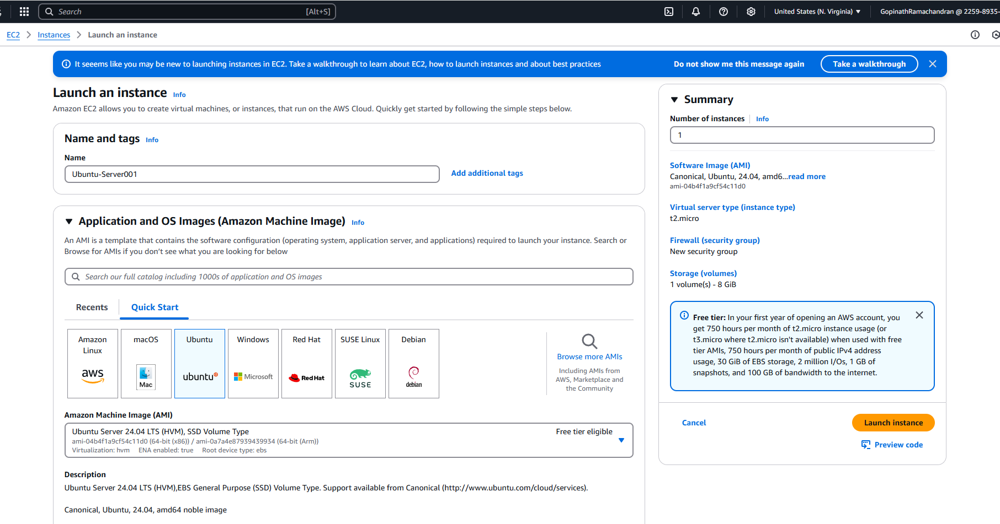 Search [Alt+S]
United States (N. Virginia)
GopinathRamachandran @ 2259-8935-
EC2 Instances Launch an instance
It seeems like you may be new to launching instances in EC2. Take a walkthrough to learn about EC2, how to launch instances and about best practices
Do not show me this message again
Take a walkthrough
Launch an instance Info
Amazon EC2 allows you to create virtual machines, or instances, that run on the AWS Cloud. Quickly get started by following the simple steps below.
Name and tags Info
Name
Ubuntu-Server001
Add additional tags
Application and OS Images (Amazon Machine Image) Info
An AMI is a template that contains the software configuration (operating system, application server, and applications) required to launch your instance. Search or
Browse for AMIs if you don’t see what you are looking for below
Search our full catalog including 1000s of application and OS images
Recents
Quick Start
Amazon
Linux
aws
macOS
Mac
Ubuntu
ubuntu
Windows
Microsoft
Red Hat
Red Hat
SUSE Linux
SUSE
Debian
debian
Browse more AMIs
Including AMIs from
AWS, Marketplace and
the Community
Amazon Machine Image (AMI)
Ubuntu Server 24.04 LTS (HVM), SSD Volume Type
Free tier eligible
ami-04b4f1a9cf54c11d0 (64-bit (x86)) / ami-0a7a4e87939439934 (64-bit (Arm))
Virtualization: hvm ENA enabled: true Root device type: ebs
Description
Ubuntu Server 24.04 LTS (HVM),EBS General Purpose (SSD) Volume Type. Support available from Canonical (http://www.ubuntu.com/cloud/services).
Canonical, Ubuntu, 24.04, amd64 noble image
Summary
Number of instances Info
1
Software Image (AMI)
Canonical, Ubuntu, 24.04, amd6...read more
ami-04b4f1a9cf54c11d0
Virtual server type (instance type)
t2.micro
Firewall (security group)
New security group
Storage (volumes)
1 volume(s) - 8 GiB
Free tier: In your first year of opening an AWS account, you
get 750 hours per month of t2.micro instance usage (or
t3.micro where t2.micro isn't available) when used with free
tier AMIs, 750 hours per month of public IPv4 address
usage, 30 GiB of EBS storage, 2 million I/Os, 1 GB of
snapshots, and 100 GB of bandwidth to the internet.
Cancel
Launch instance
Preview code